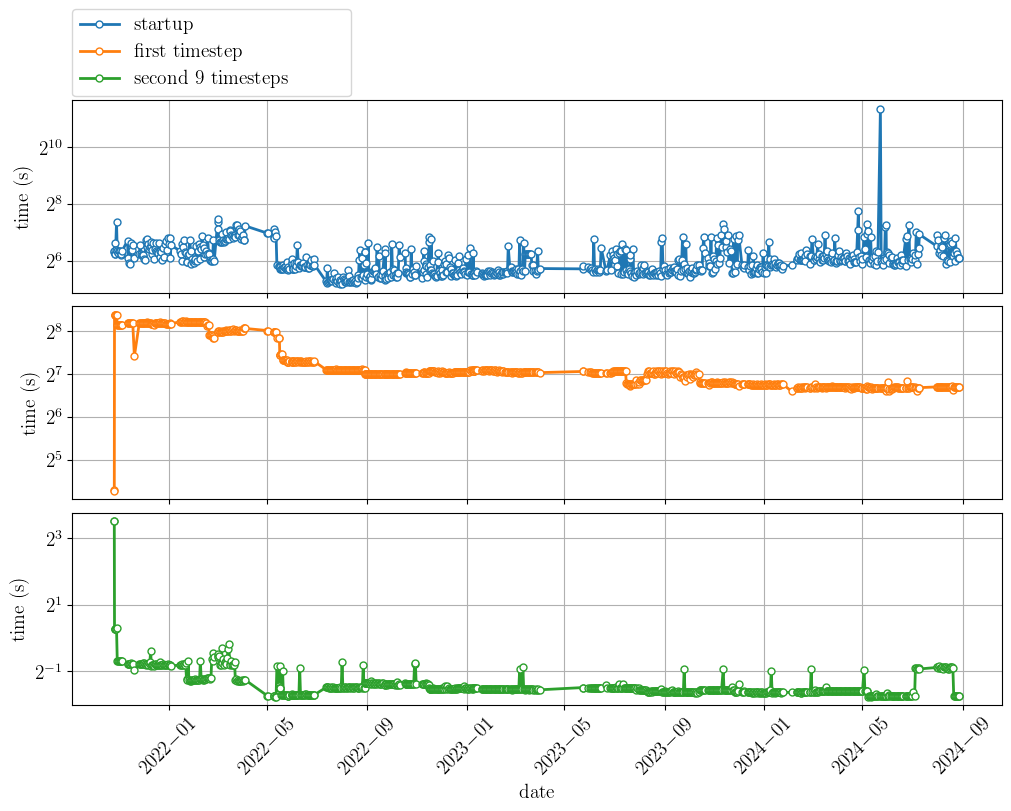 startup
first timestep
second 9 timesteps
time (s)
2^10
2^8
2^6
time (s)
2^8
2^7
2^6
2^5
time (s)
2^3
2^1
2^−1
2022−01
2022−05
2022−09
2023−01
2023−05
2023−09
2024−01
2024−05
2024−09
date